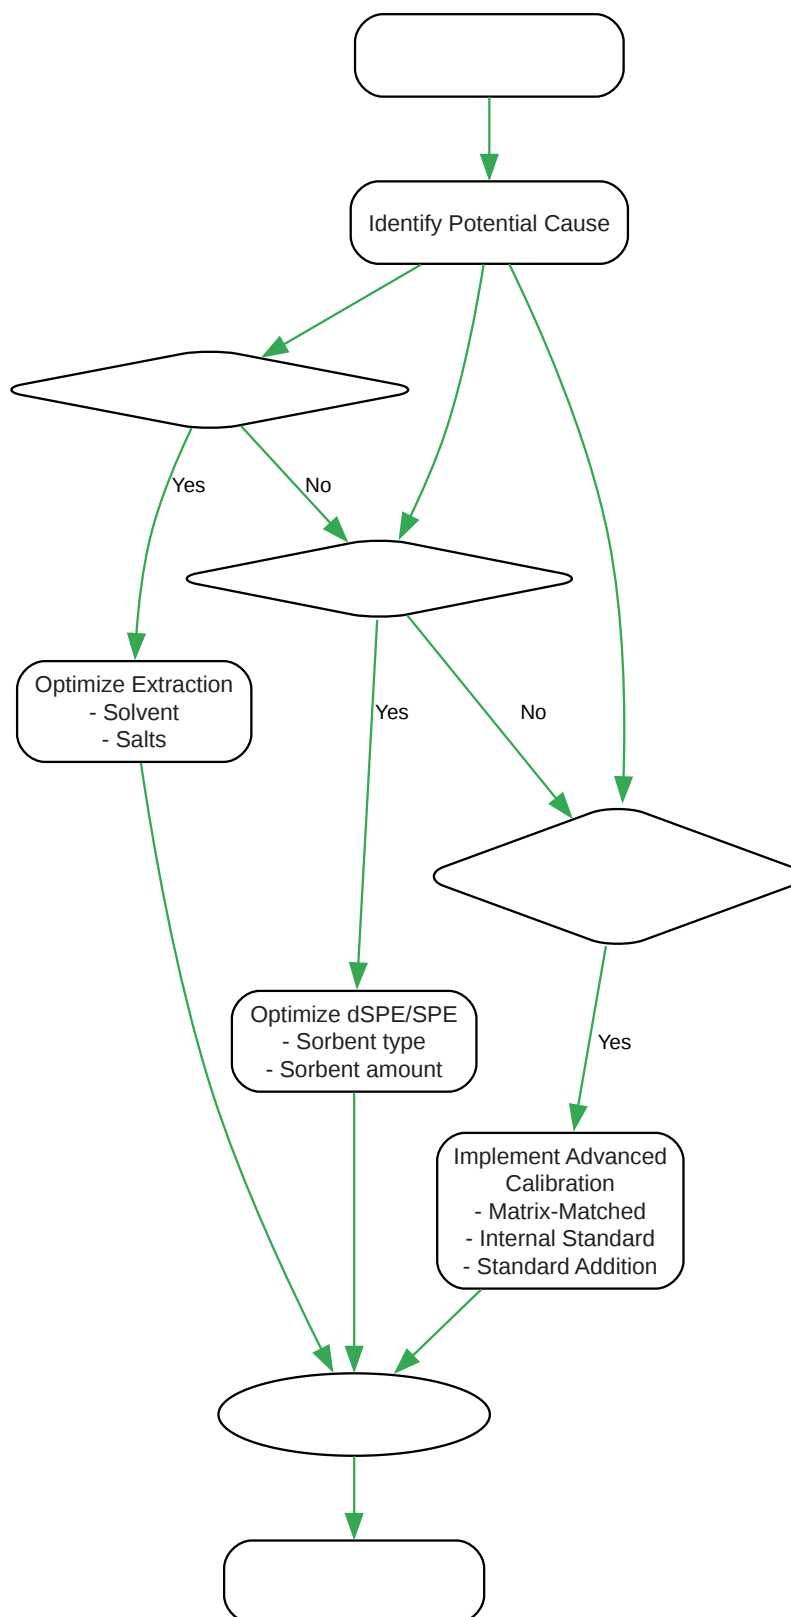 Identify Potential Cause
Yes
No
Optimize Extraction
- Solvent
- Salts
Yes
No
Optimize dSPE/SPE
- Sorbent type
- Sorbent amount
Yes
Implement Advanced
Calibration
- Matrix-Matched
- Internal Standard
- Standard Addition